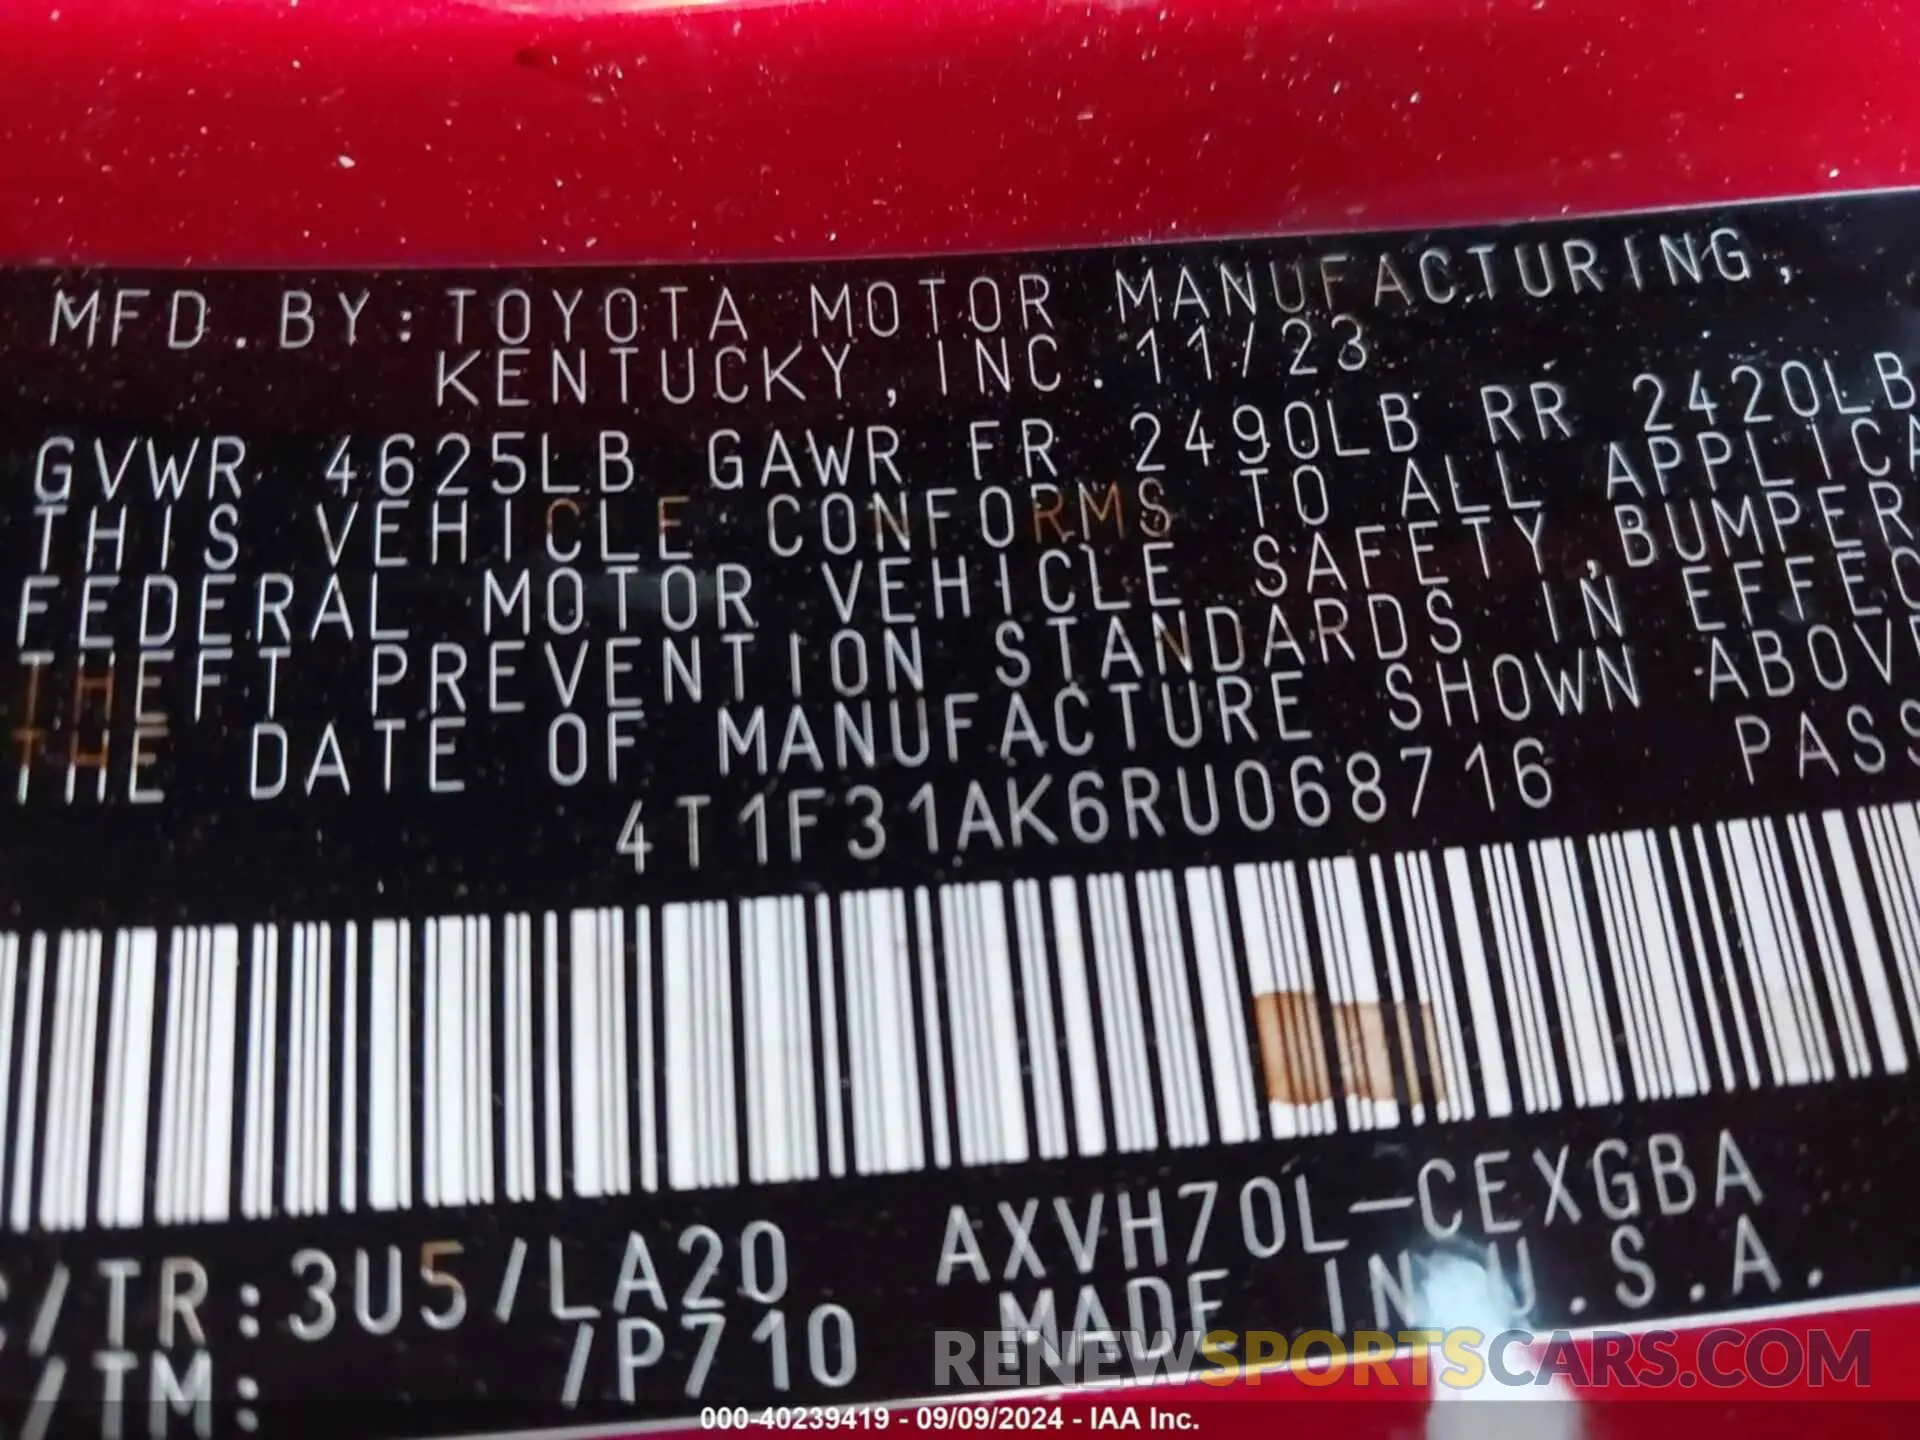 MFD.BY:TOYOTA MOTOR MANUFACTURING,
KENTUCKY,INC. 11/23
GVWR 4625LB GAWR FR 2490LB RR 2420LB
THIS VEHICLE CONFORMS TO ALL APPLICA
FEDERAL MOTOR VEHICLE SAFETY,BUMPER
THEFT PREVENTION STANDARDS IN EFFEC
THE DATE OF MANUFACTURE SHOWN ABOVE
4T1F31AK6RU068716 PASS
/TR:3U5/LA20 AXVH70L-CEXGBA
/TM: /P710 MADE IN U.S.A.
RENEWSPORTSCARS.COM
000-40239419 - 09/09/2024 - IAA Inc.